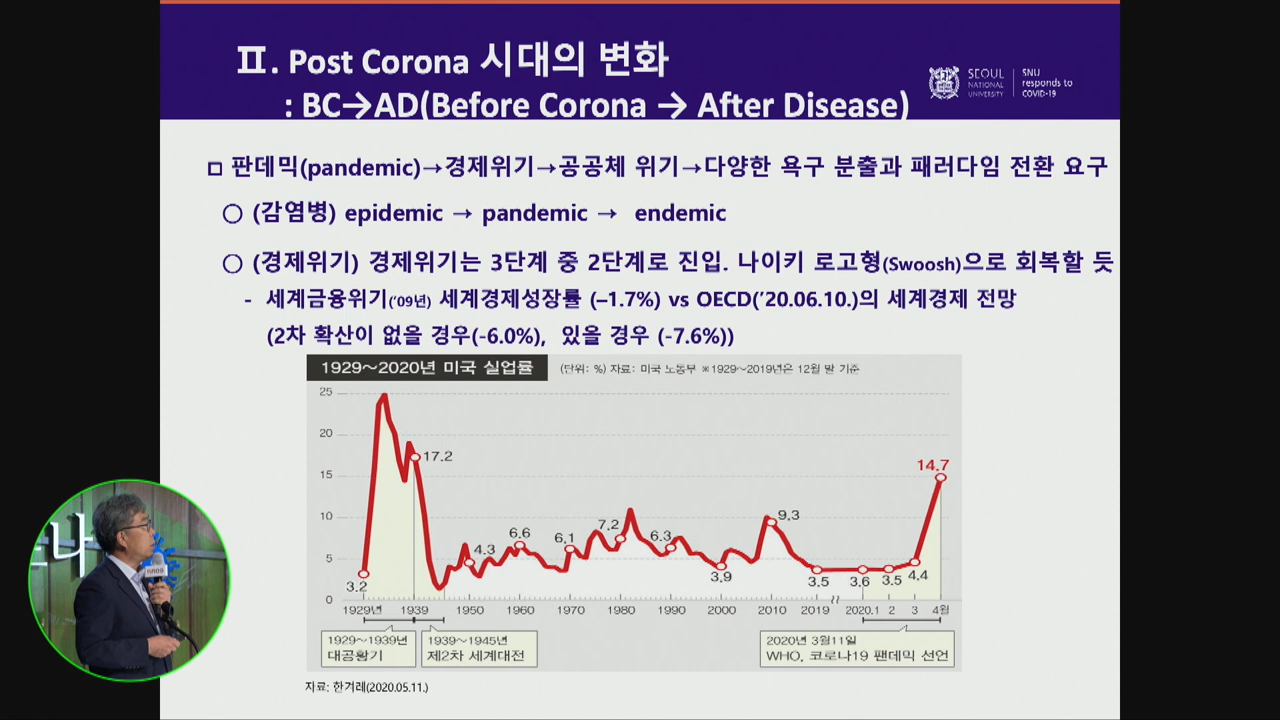 Ⅱ. Post Corona 시대의 변화
: BC→AD(Before Corona → After Disease)
SEOUL NATIONAL UNIVERSITY
SNU responds to COVID-19
□ 판데믹(pandemic)→경제위기→공공체 위기→다양한 욕구 분출과 패러다임 전환 요구
○ (감염병) epidemic → pandemic → endemic
○ (경제위기) 경제위기는 3단계 중 2단계로 진입. 나이키 로고형(Swoosh)으로 회복할 듯
- 세계금융위기('09년) 세계경제성장률 (–1.7%) vs OECD('20.06.10.)의 세계경제 전망
(2차 확산이 없을 경우(-6.0%), 있을 경우 (-7.6%))
1929～2020년 미국 실업률 (단위: %) 자료: 미국 노동부 ※1929～2019년은 12월 말 기준
25
20
15
10
5
0
3.2
17.2
4.3
6.6
6.1
7.2
6.3
3.9
9.3
3.5
3.6
3.5
4.4
14.7
1929년 1939 1950 1960 1970 1980 1990 2000 2010 2019 2020.1 2 3 4월
1929～1939년
대공황기
1939～1945년
제2차 세계대전
2020년 3월11일
WHO, 코로나19 팬데믹 선언
자료: 한겨레(2020.05.11.)
나